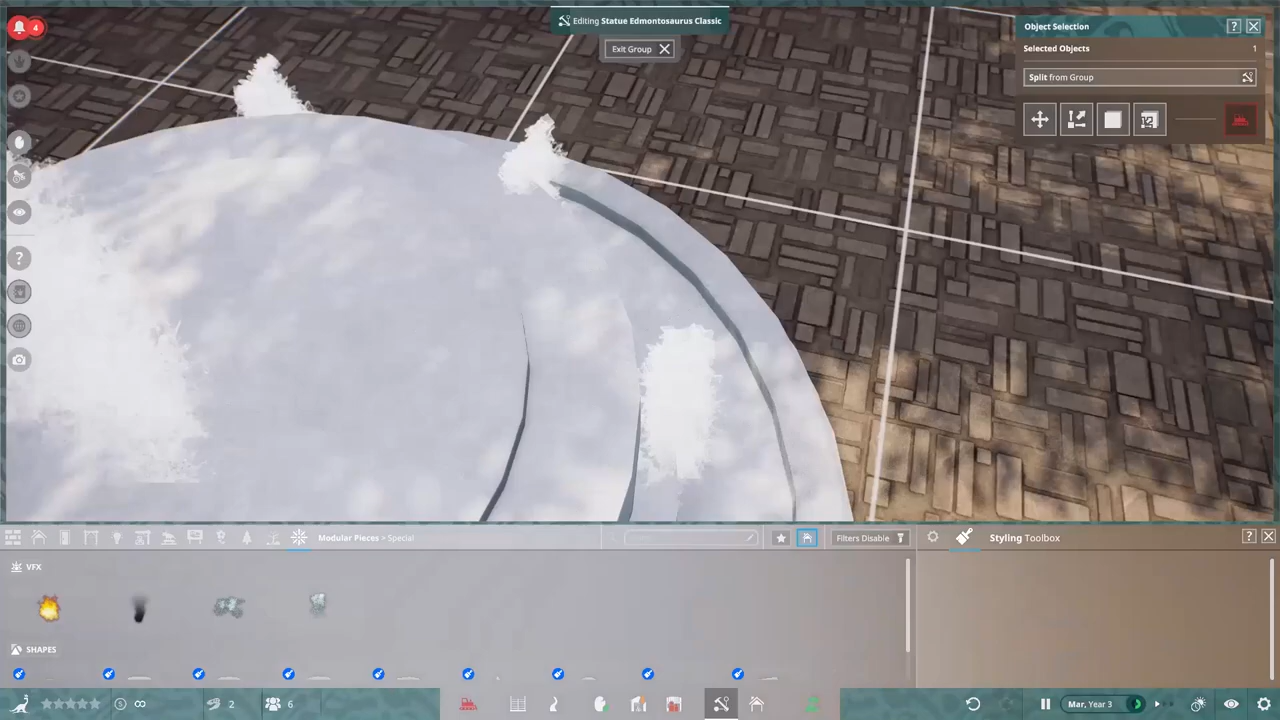 4
Editing Statue Edmontosaurus Classic
Exit Group
Object Selection
?
Selected Objects
1
Split from Group
?
Modular Pieces > Special
Filters Disable
Styling Toolbox
?
VFX
SHAPES
∞
2
6
Mar, Year 3